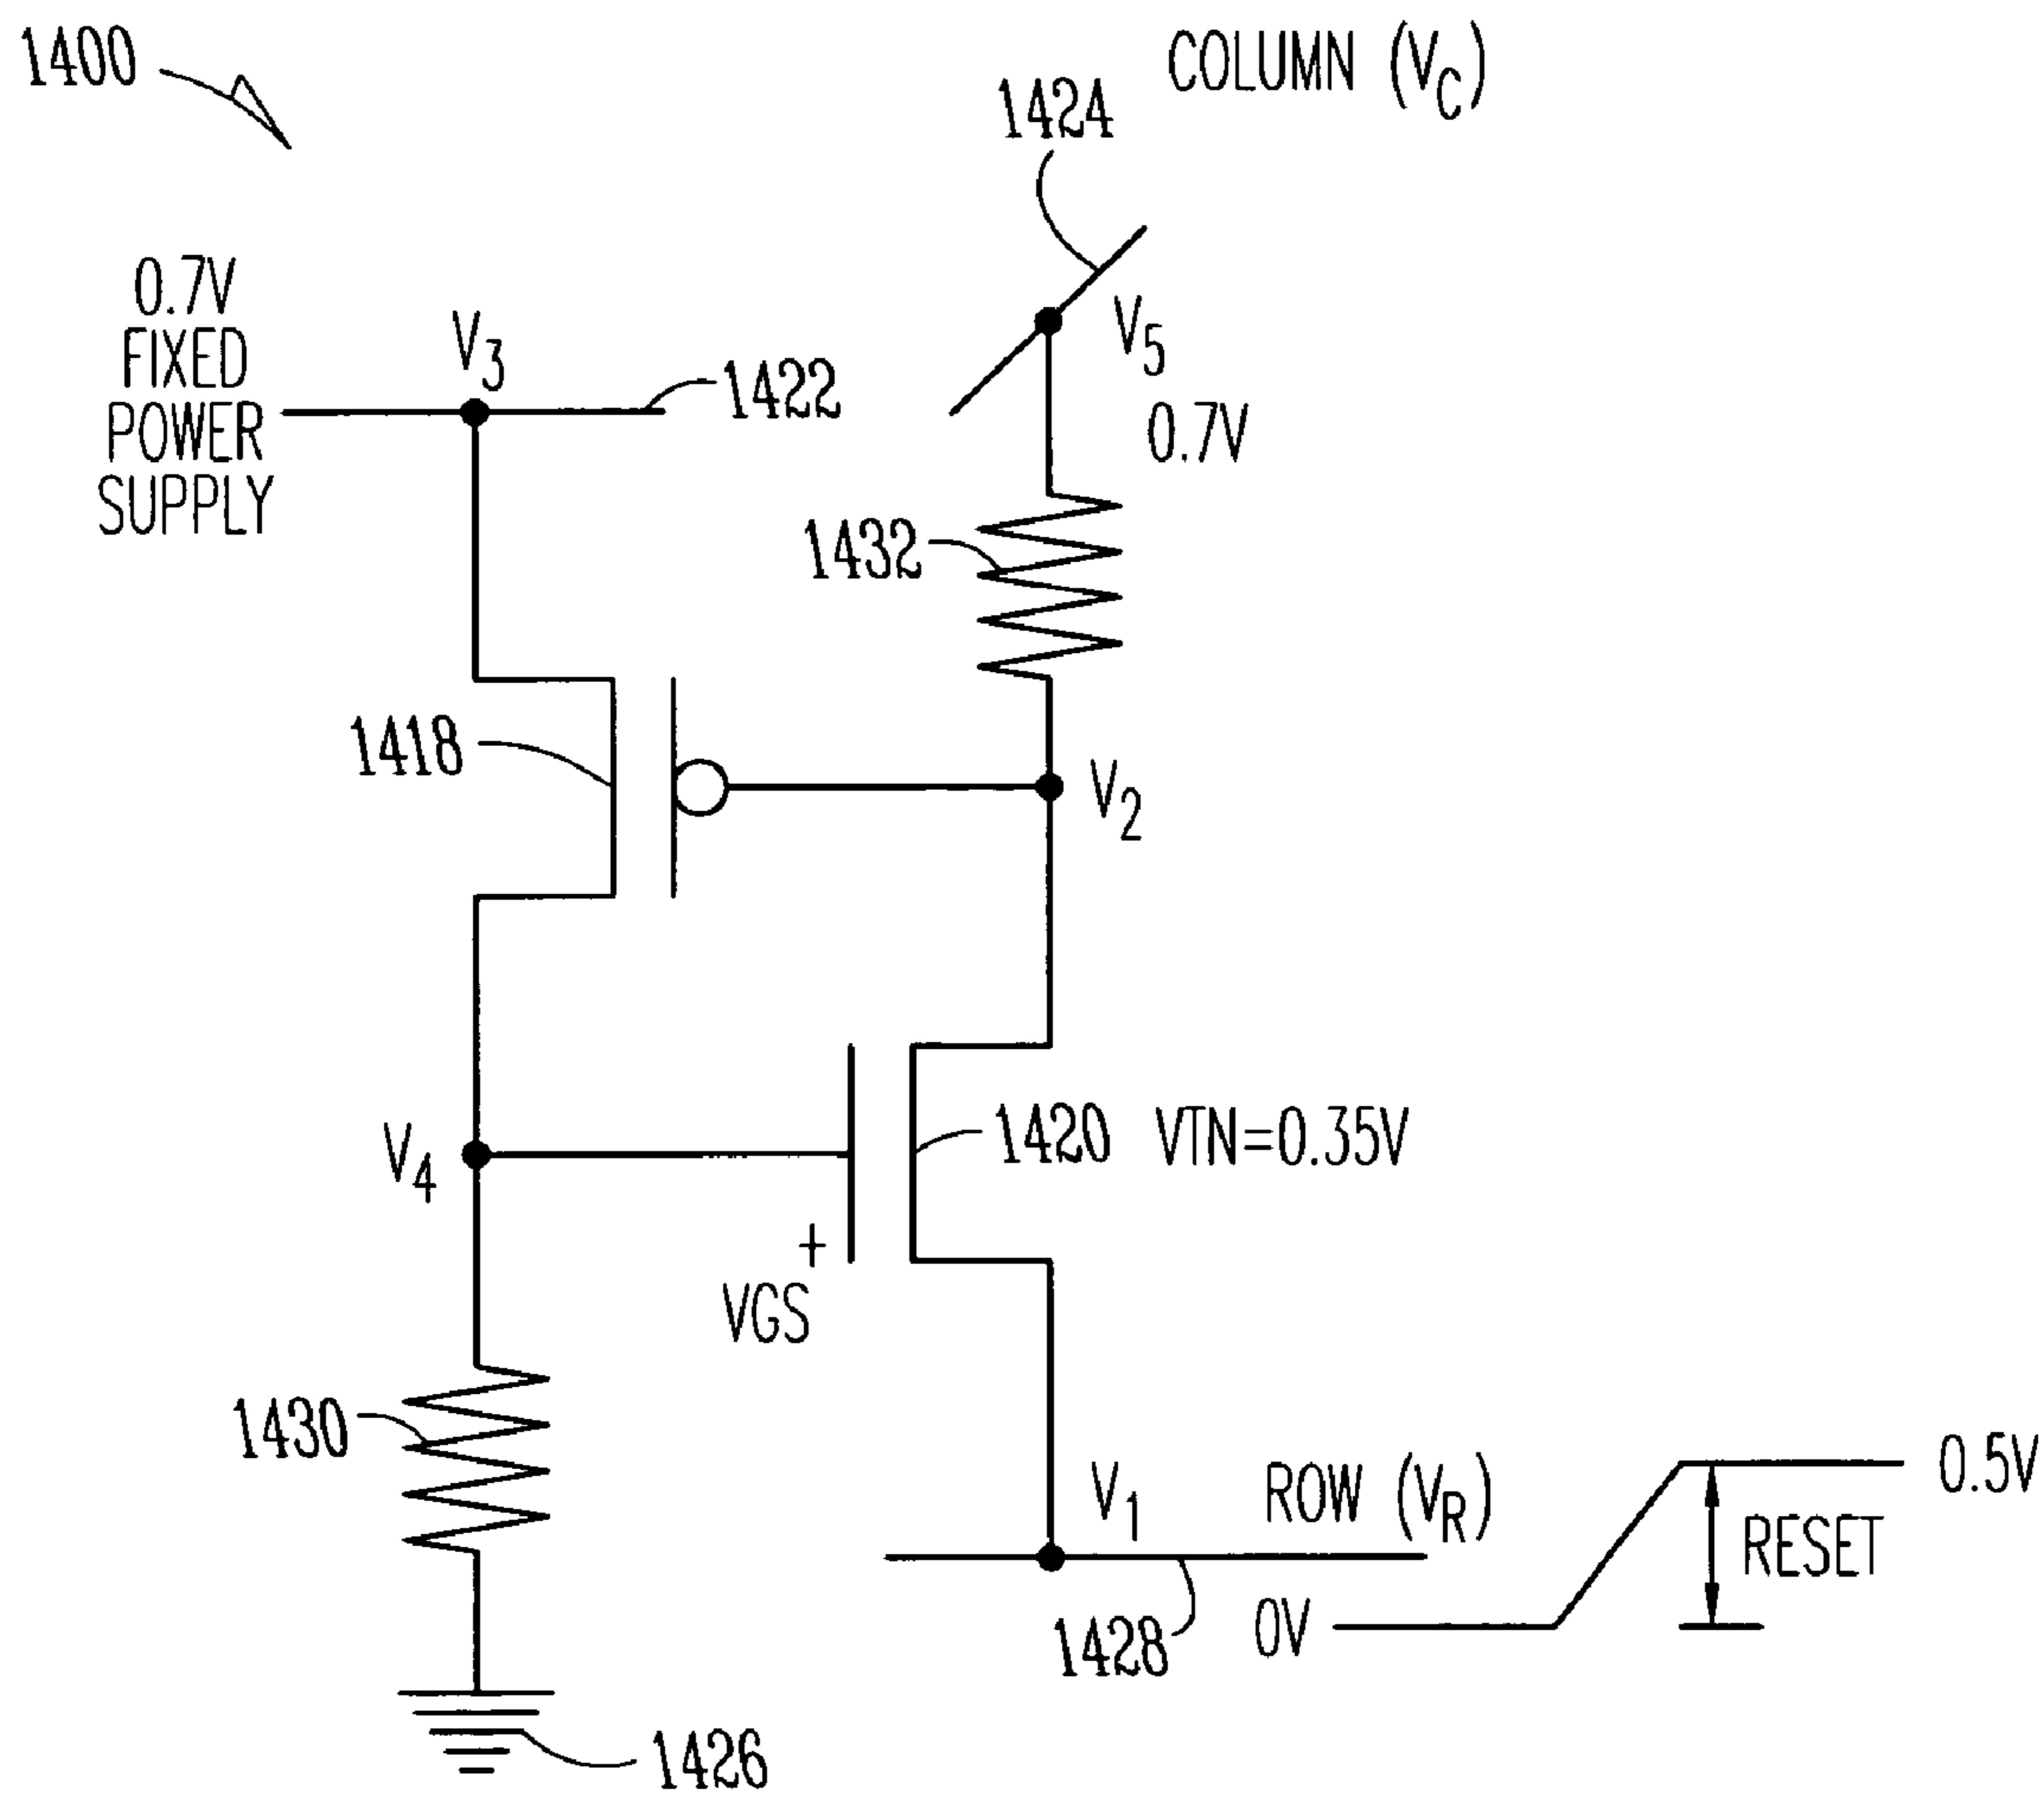 1400
COLUMN (VC)
1424
0.7V
FIXED
POWER
SUPPLY
V3
1422
V5
0.7V
1432
1418
V2
1420
VTN=0.35V
V4
+
VGS
1430
V1
ROW (VR)
0.5V
RESET
0V
1428
1426